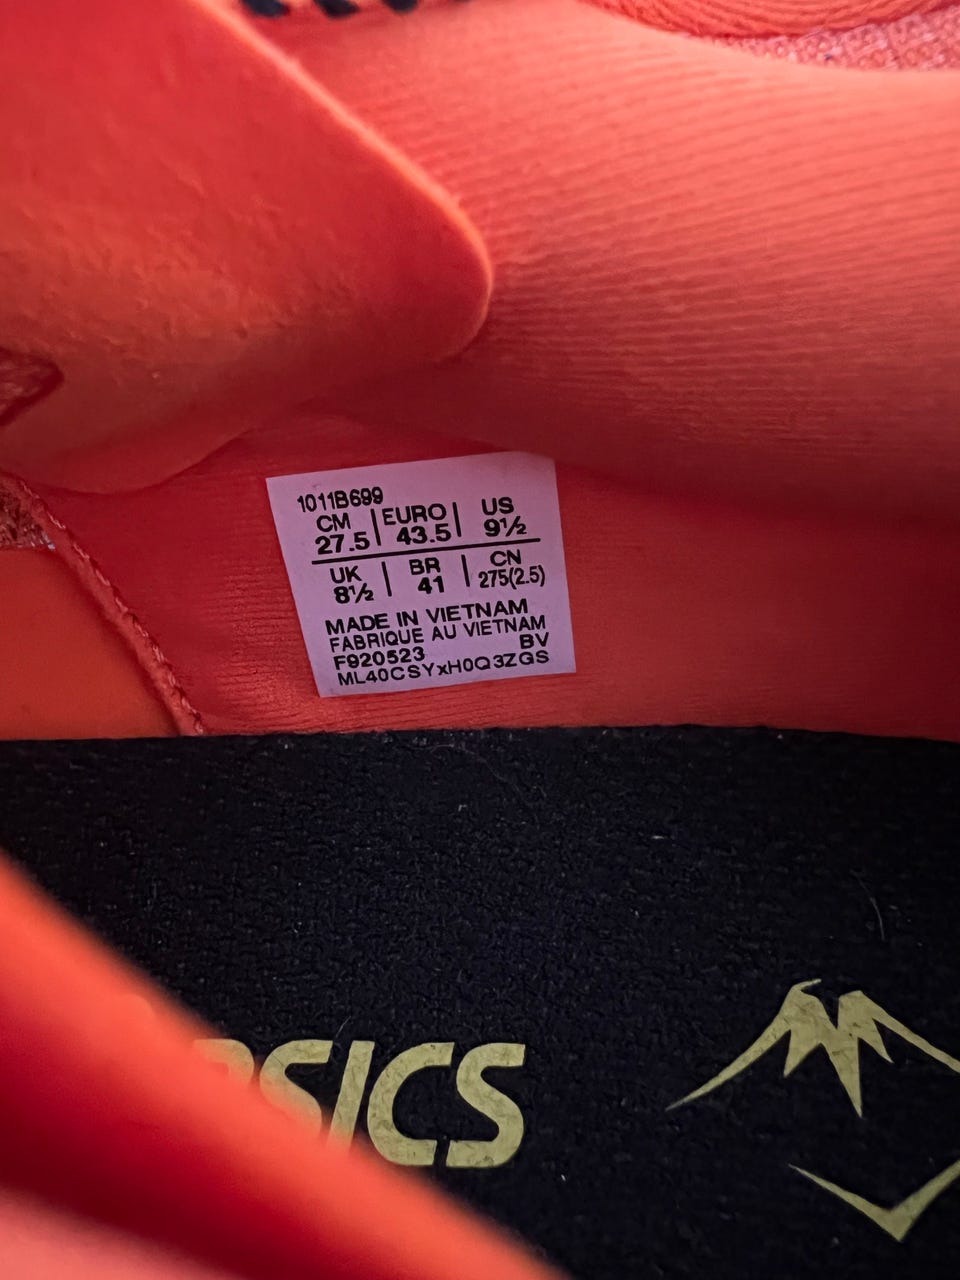 1011B699
CM | EURO | US
27.5 | 43.5 | 9½
UK | BR | CN
8½ | 41 | 275(2.5)
MADE IN VIETNAM
FABRIQUE AU VIETNAM
F920523 BV
ML40CSYxH0Q3ZGS
ASICS